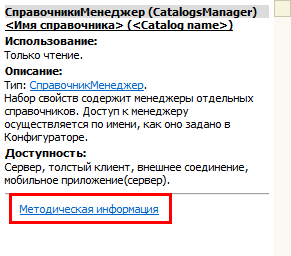 СправочникиМенеджер (CatalogsManager)
<Имя справочника> (<Catalog name>)
Использование:
Только чтение.
Описание:
Тип: СправочникМенеджер.
Набор свойств содержит менеджеры отдельных
справочников. Доступ к менеджеру
осуществляется по имени, как оно задано в
Конфигураторе.
Доступность:
Сервер, толстый клиент, внешнее соединение,
мобильное приложение(сервер).
Методическая информация